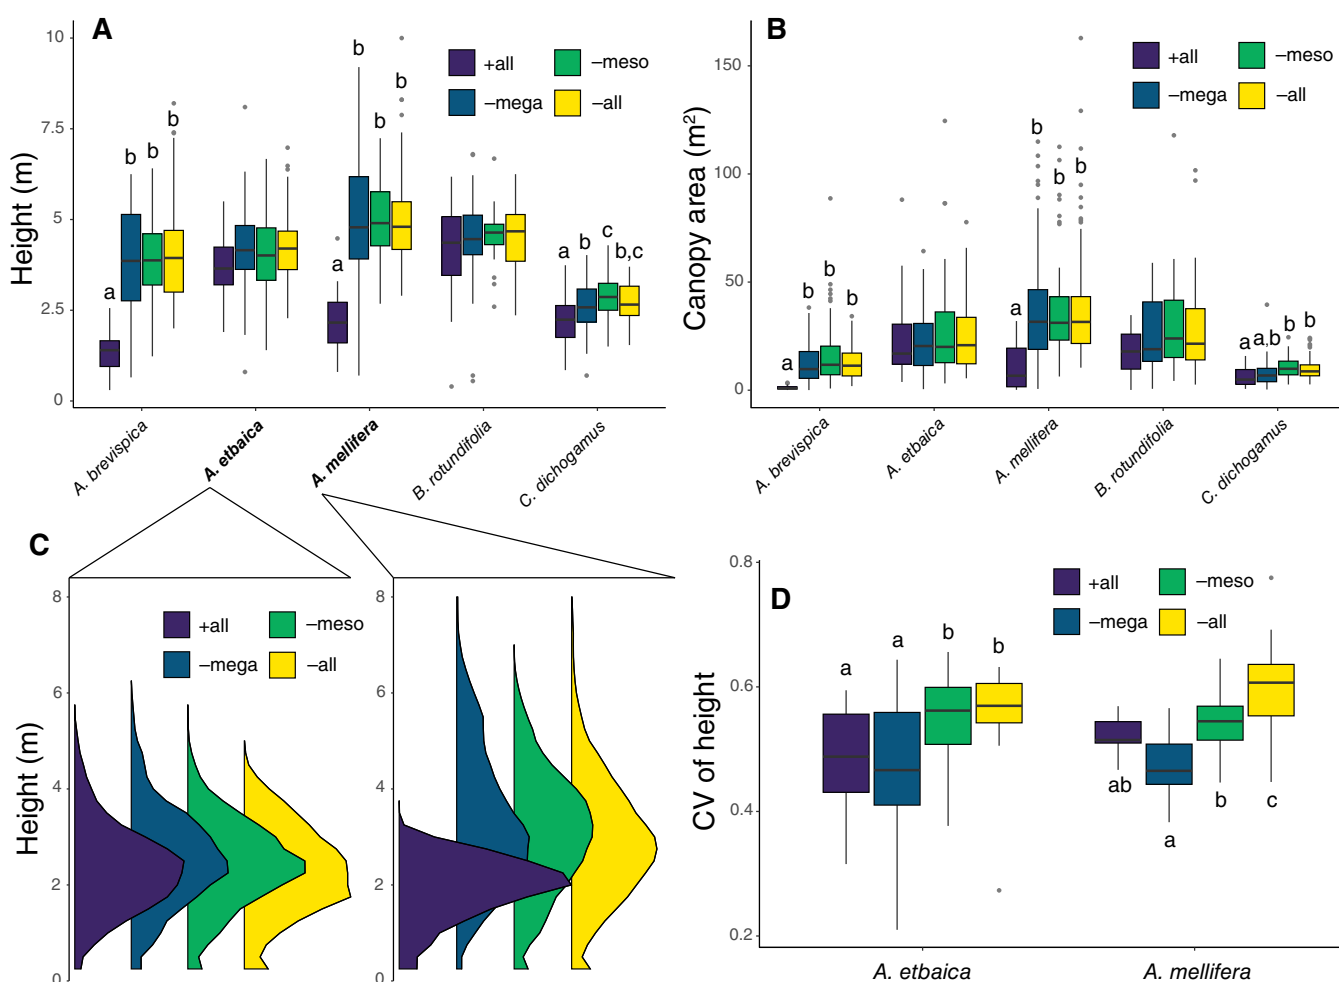 A
+all
–meso
–mega
–all
Height (m)
10
7.5
5
2.5
0
a
b
b
b
a
b
b
b
a
b
c
b,c
A. brevispica
A. etbaica
A. mellifera
B. rotundifolia
C. dichogamus
B
+all
–meso
–mega
–all
Canopy area (m²)
150
100
50
0
a
b
b
b
a
b
b
b
a
a,b
b
b
A. brevispica
A. etbaica
A. mellifera
B. rotundifolia
C. dichogamus
C
+all
–meso
–mega
–all
Height (m)
8
6
4
2
0
8
6
4
2
0
D
+all
–meso
–mega
–all
CV of height
0.8
0.6
0.4
0.2
a
a
b
b
ab
a
b
c
A. etbaica
A. mellifera